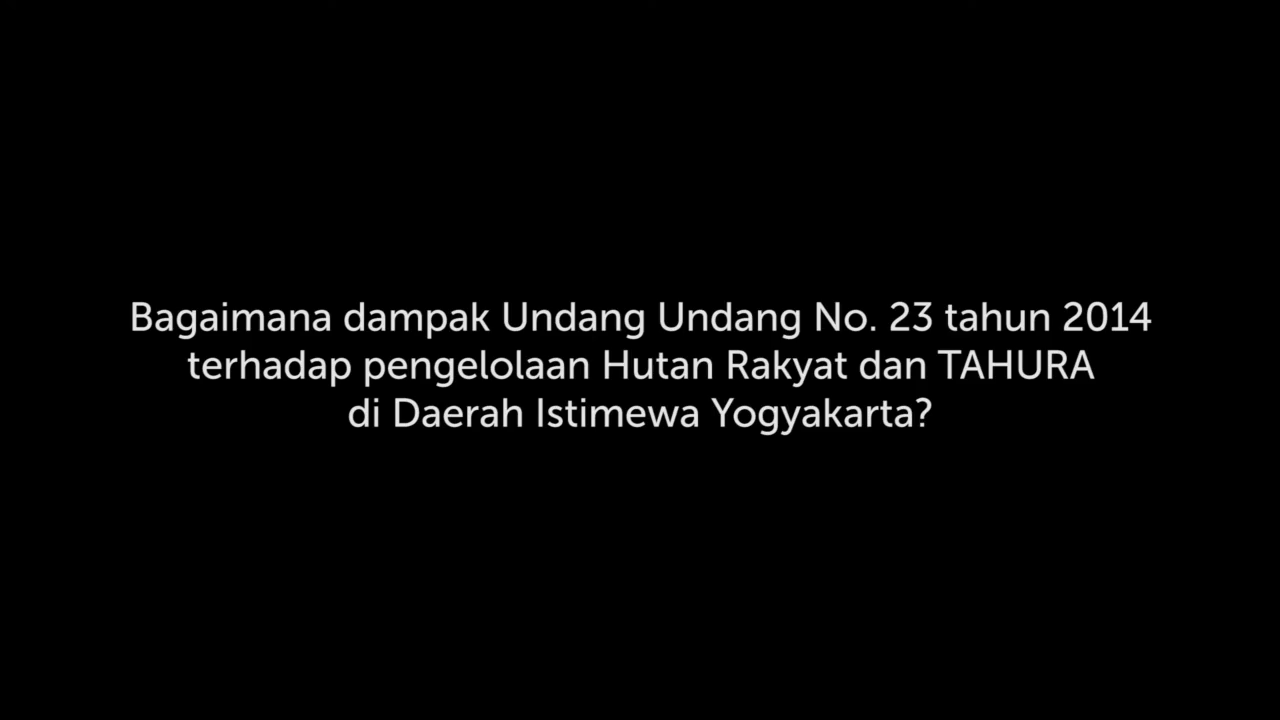 Bagaimana dampak Undang Undang No. 23 tahun 2014
terhadap pengelolaan Hutan Rakyat dan TAHURA
di Daerah Istimewa Yogyakarta?